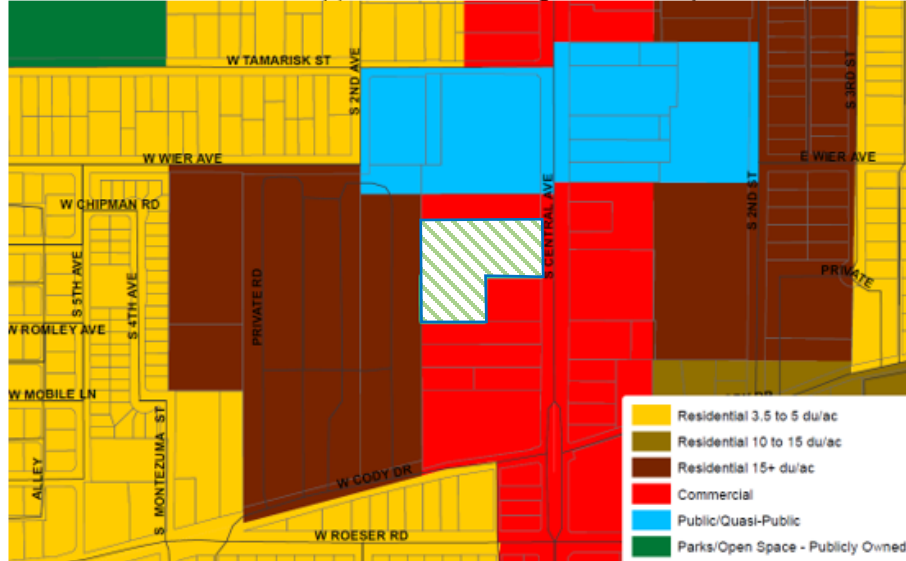 W TAMARISK ST
S 2ND AVE
S 3RD ST
W WIER AVE
E WIER AVE
W CHIPMAN RD
S CENTRAL AVE
S 2ND ST
S 5TH AVE
S 4TH AVE
PRIVATE RD
PRIVATE
W ROMLEY AVE
W MOBILE LN
S MONTEZUMA ST
ALLEY
W CODY DR
W ROESER RD
Residential 3.5 to 5 du/ac
Residential 10 to 15 du/ac
Residential 15+ du/ac
Commercial
Public/Quasi-Public
Parks/Open Space - Publicly Owned